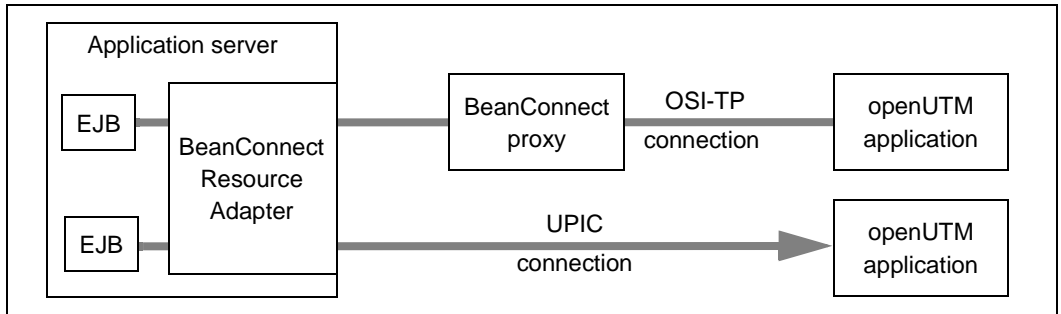 Application server
EJB
BeanConnect
Resource
Adapter
EJB
BeanConnect
proxy
OSI-TP
connection
openUTM
application
UPIC
connection
openUTM
application